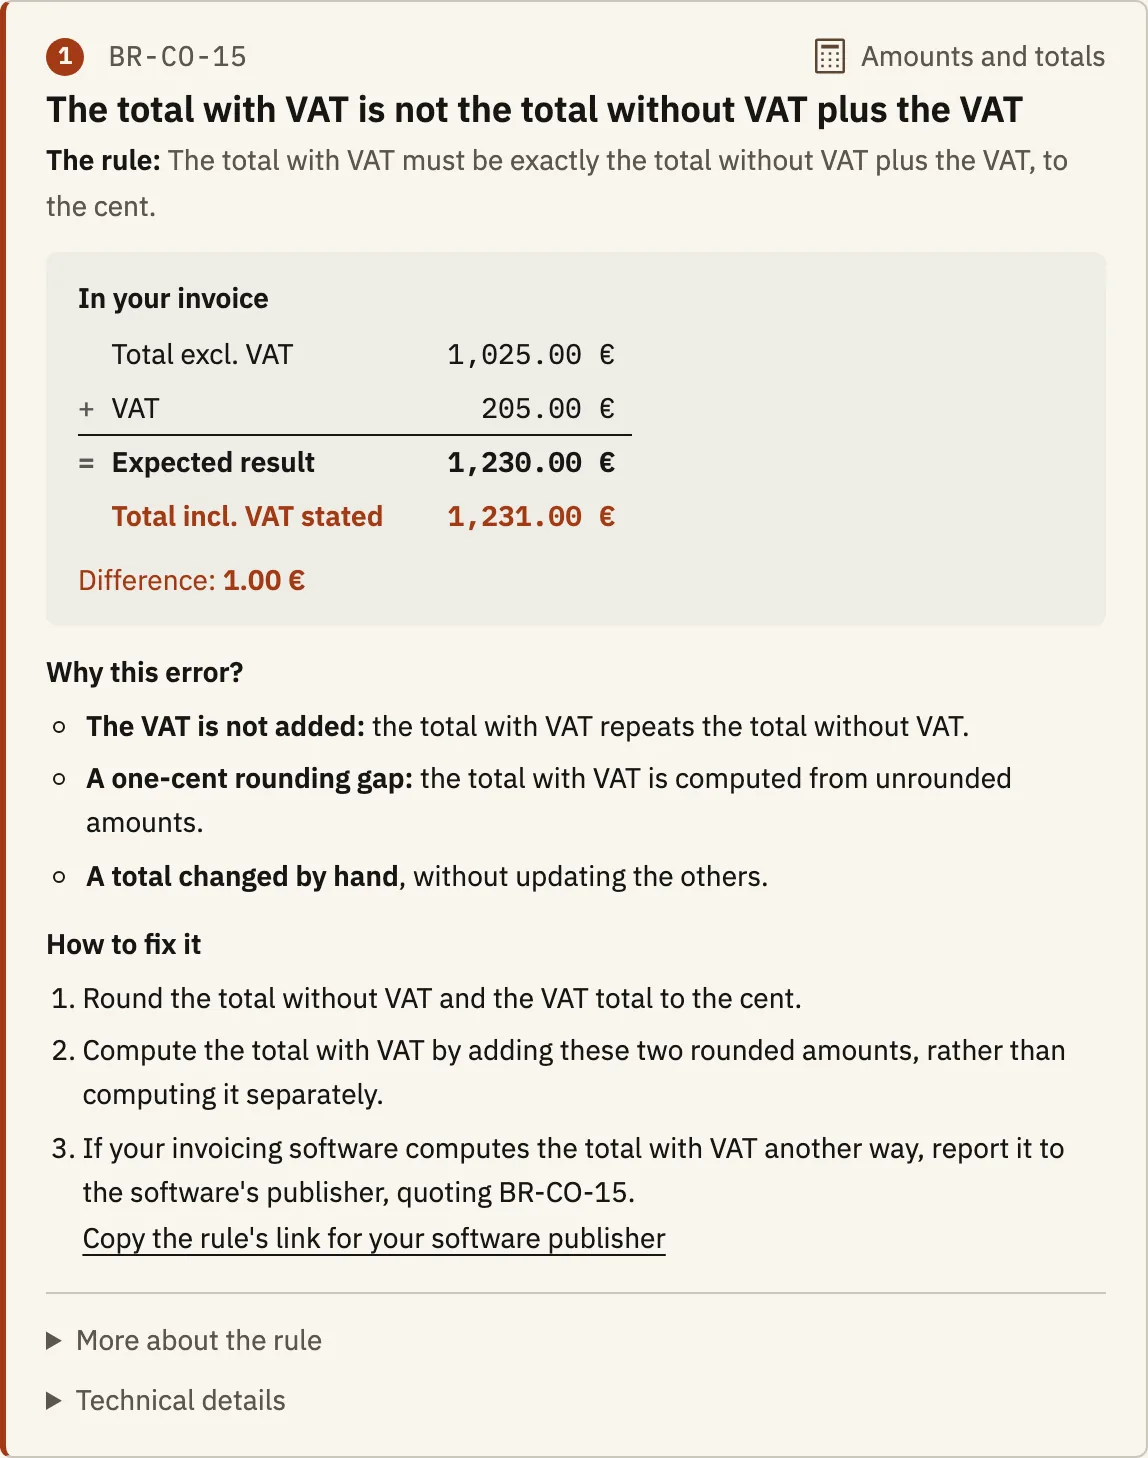 1 BR-CO-15 Amounts and totals
The total with VAT is not the total without VAT plus the VAT
The rule: The total with VAT must be exactly the total without VAT plus the VAT, to
the cent.
In your invoice
Total excl. VAT 1,025.00 €
+ VAT 205.00 €
= Expected result 1,230.00 €
Total incl. VAT stated 1,231.00 €
Difference: 1.00 €
Why this error?
The VAT is not added: the total with VAT repeats the total without VAT.
A one-cent rounding gap: the total with VAT is computed from unrounded
amounts.
A total changed by hand, without updating the others.
How to fix it
1. Round the total without VAT and the VAT total to the cent.
2. Compute the total with VAT by adding these two rounded amounts, rather than
computing it separately.
3. If your invoicing software computes the total with VAT another way, report it to
the software's publisher, quoting BR-CO-15.
Copy the rule's link for your software publisher
More about the rule
Technical details